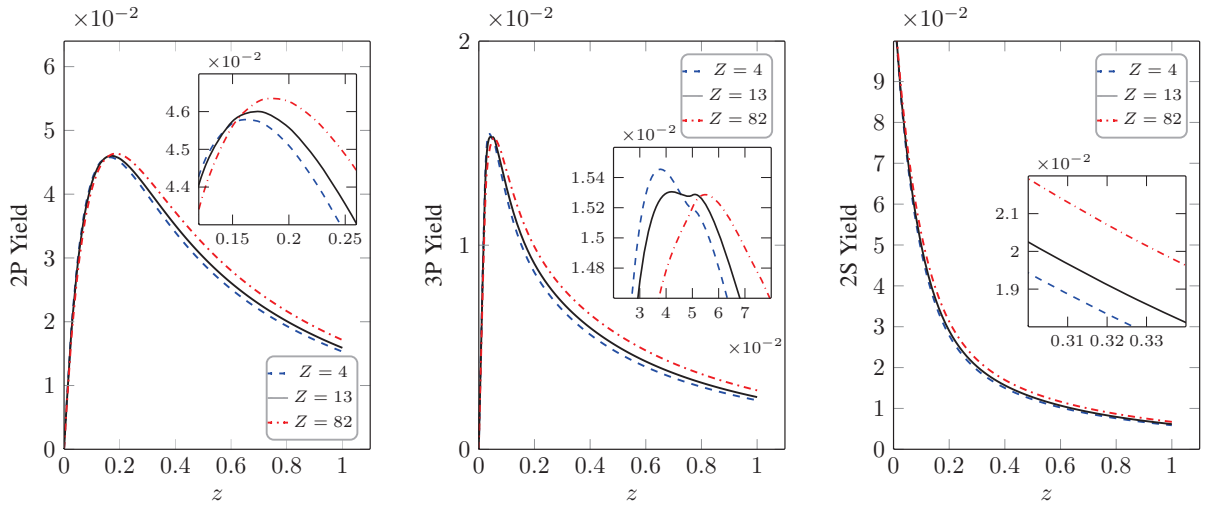 ×10⁻²
2P Yield
6
5
4
3
2
1
0
0 0.2 0.4 0.6 0.8 1
z
×10⁻²
4.6
4.5
4.4
0.15 0.2 0.25
Z = 4
Z = 13
Z = 82
×10⁻²
3P Yield
2
1
0
0 0.2 0.4 0.6 0.8 1
z
Z = 4
Z = 13
Z = 82
×10⁻²
1.54
1.52
1.5
1.48
3 4 5 6 7
×10⁻²
×10⁻²
2S Yield
9
8
7
6
5
4
3
2
1
0
0 0.2 0.4 0.6 0.8 1
z
Z = 4
Z = 13
Z = 82
×10⁻²
2.1
2
1.9
0.31 0.32 0.33